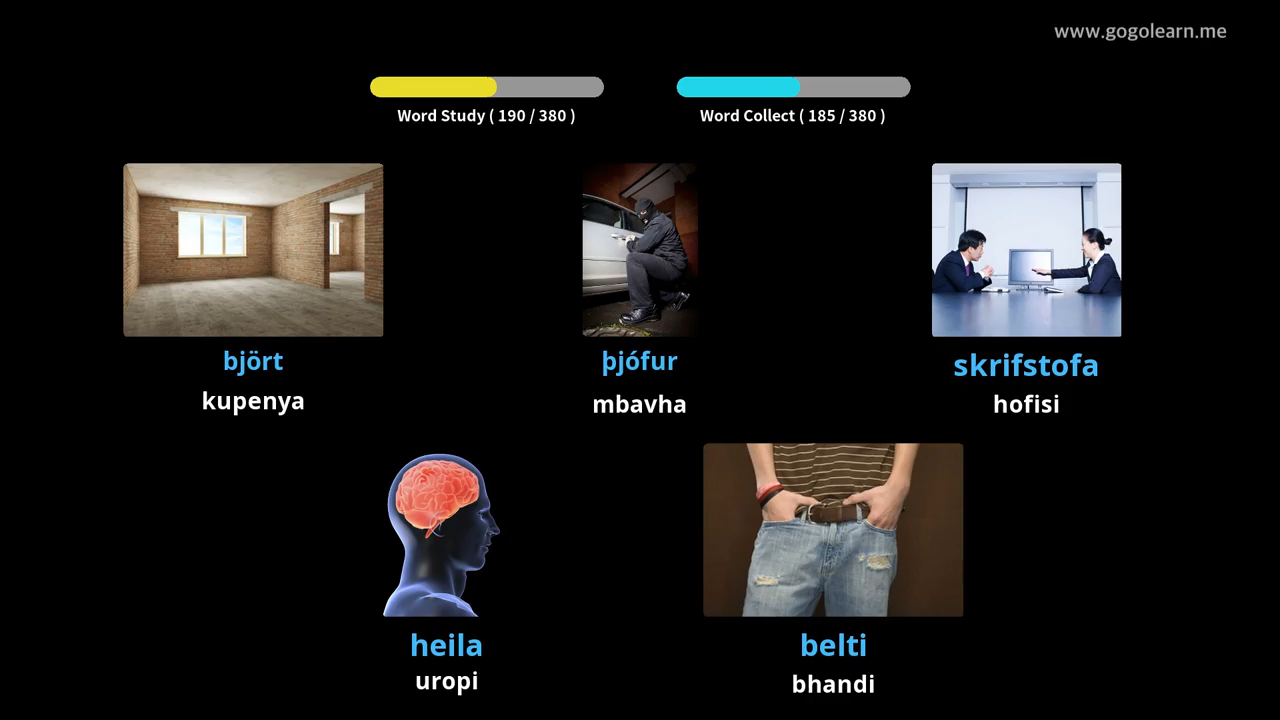 www.gogolearn.me
Word Study ( 190 / 380 )
Word Collect ( 185 / 380 )
björt
kupenya
þjófur
mbavha
skrifstofa
hofisi
heila
uropi
belti
bhandi